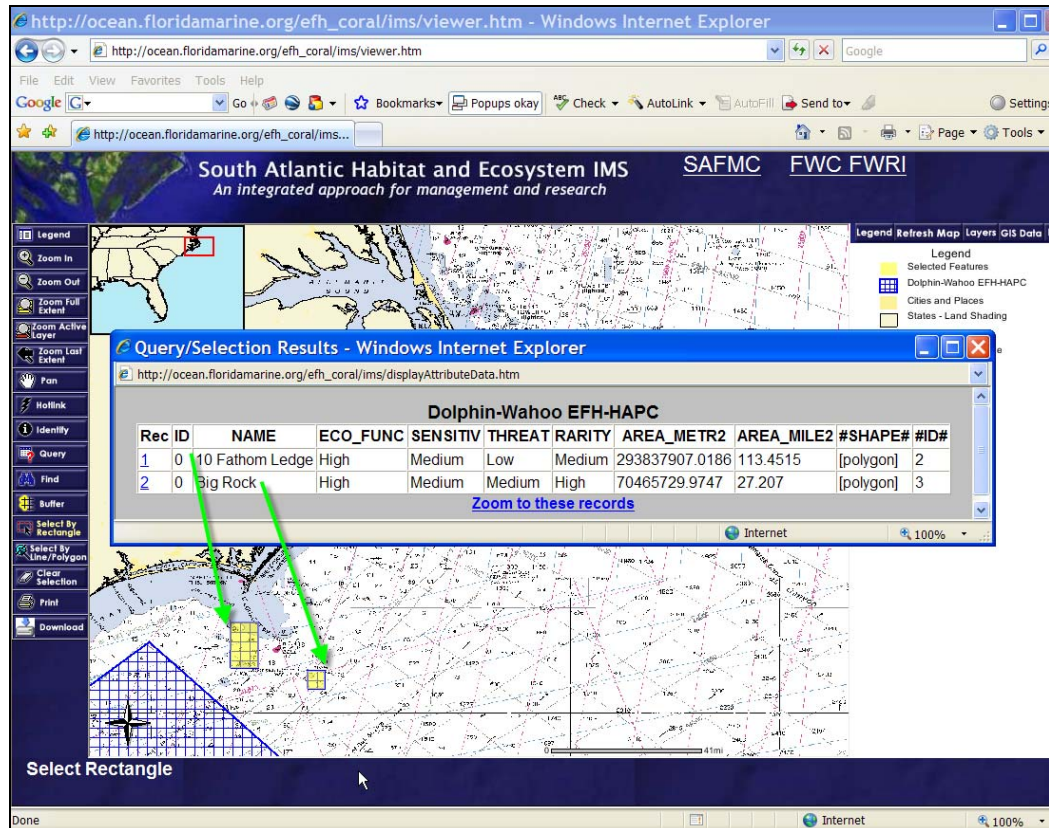 http://ocean.floridamarine.org/efh_coral/ims/viewer.htm - Windows Internet Explorer
http://ocean.floridamarine.org/efh_coral/ims/viewer.htm
Google
File Edit View Favorites Tools Help
Google G Go Bookmarks Popups okay Check AutoLink AutoFill Send to Settings
http://ocean.floridamarine.org/efh_coral/ims... Page Tools
South Atlantic Habitat and Ecosystem IMS SAFMC FWC FWRI
An integrated approach for management and research
Legend
Zoom In
Zoom Out
Zoom Full Extent
Zoom Active Layer
Zoom Last Extent
Pan
Hotlink
Identify
Query
Find
Buffer
Select By Rectangle
Select By Line/Polygon
Clear Selection
Print
Download
Legend Refresh Map Layers GIS Data
Legend
Selected Features
Dolphin-Wahoo EFH-HAPC
Cities and Places
States - Land Shading
Query/Selection Results - Windows Internet Explorer
http://ocean.floridamarine.org/efh_coral/ims/displayAttributeData.htm
Dolphin-Wahoo EFH-HAPC
Rec ID NAME ECO_FUNC SENSITIV THREAT RARITY AREA_METR2 AREA_MILE2 #SHAPE# #ID#
1 0 10 Fathom Ledge High Medium Low Medium 293837907.0186 113.4515 [polygon] 2
2 0 Big Rock High Medium Medium High 70465729.9747 27.207 [polygon] 3
Zoom to these records
Internet 100%
0 41mi
Select Rectangle
Done Internet 100%